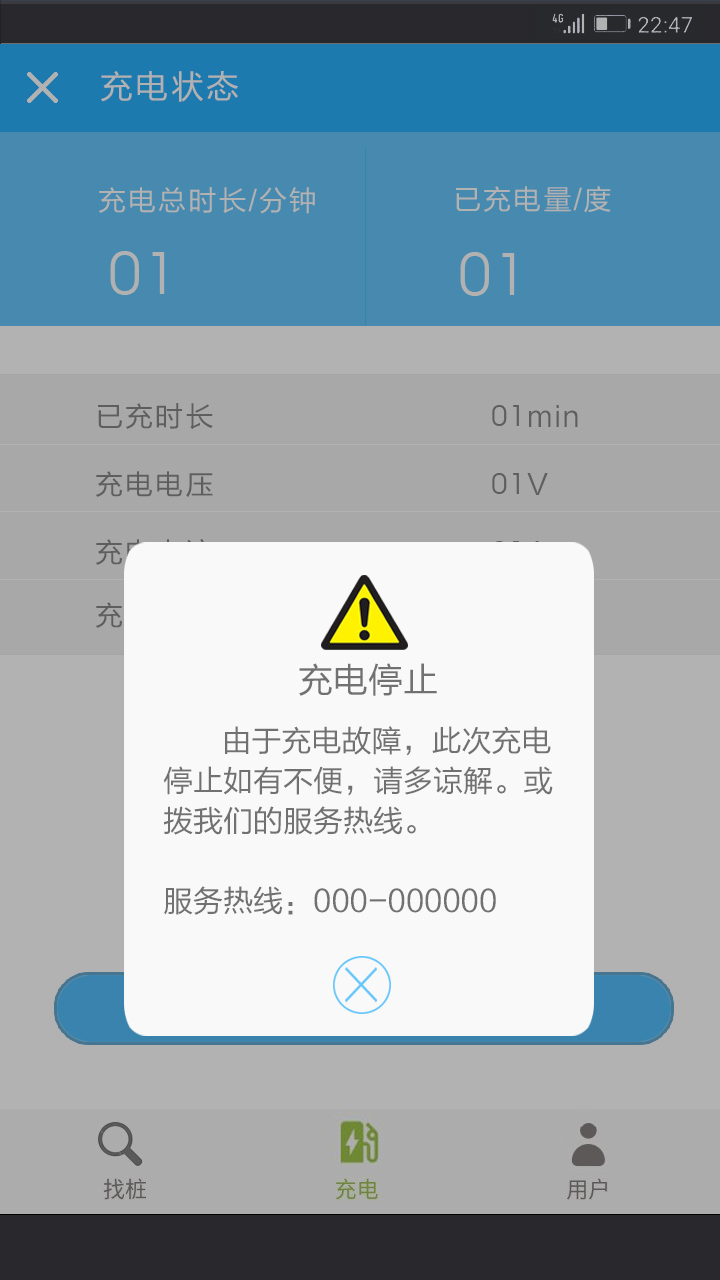 4G 22:47
充电状态
充电总时长/分钟 已充电量/度
01 01
已充时长 01min
充电电压 01V
充
充
充电停止
由于充电故障，此次充电
停止如有不便，请多谅解。或
拨我们的服务热线。
服务热线：000-000000
找桩 充电 用户